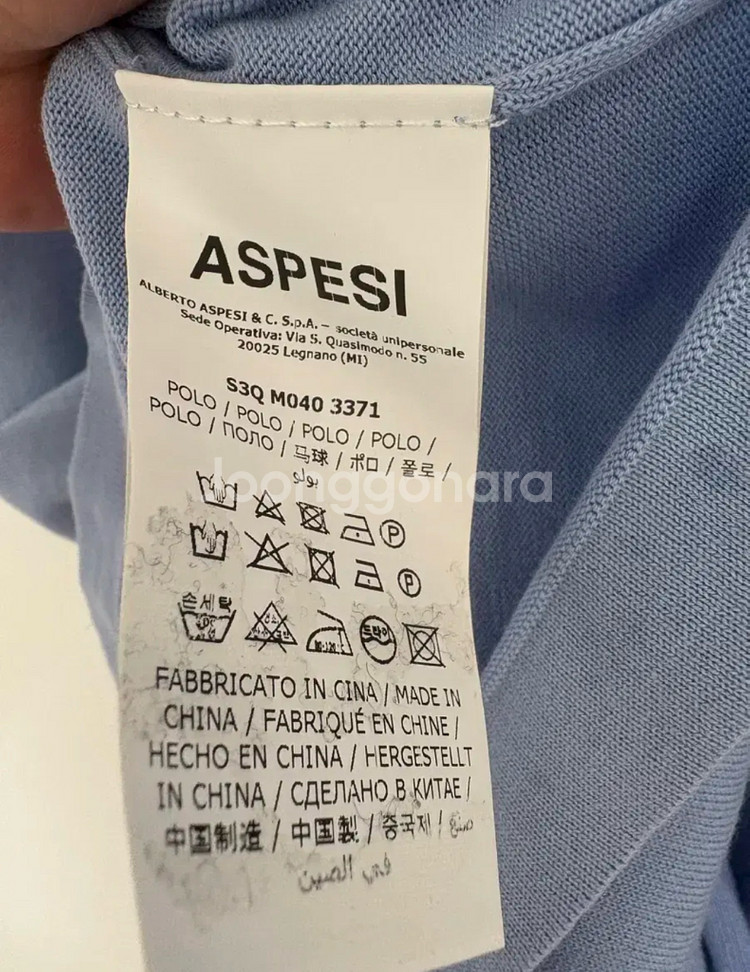 ASPESI
ALBERTO ASPESI & C. S.p.A. – società unipersonale
Sede Operativa: Via S. Quasimodo n. 55
20025 Legnano (MI)
S3Q M040 3371
POLO / POLO / POLO / POLO /
POLO / ПОЛО / 马球 / ポロ / 폴로 /
بولو
Joonggonara
P
P
손세탁
드라이
FABBRICATO IN CINA / MADE IN
CHINA / FABRIQUÉ EN CHINE /
HECHO EN CHINA / HERGESTELLT
IN CHINA / СДЕЛАНО В КИТАЕ /
中国制造 / 中国製 / 중국제 / صنع
في الصين